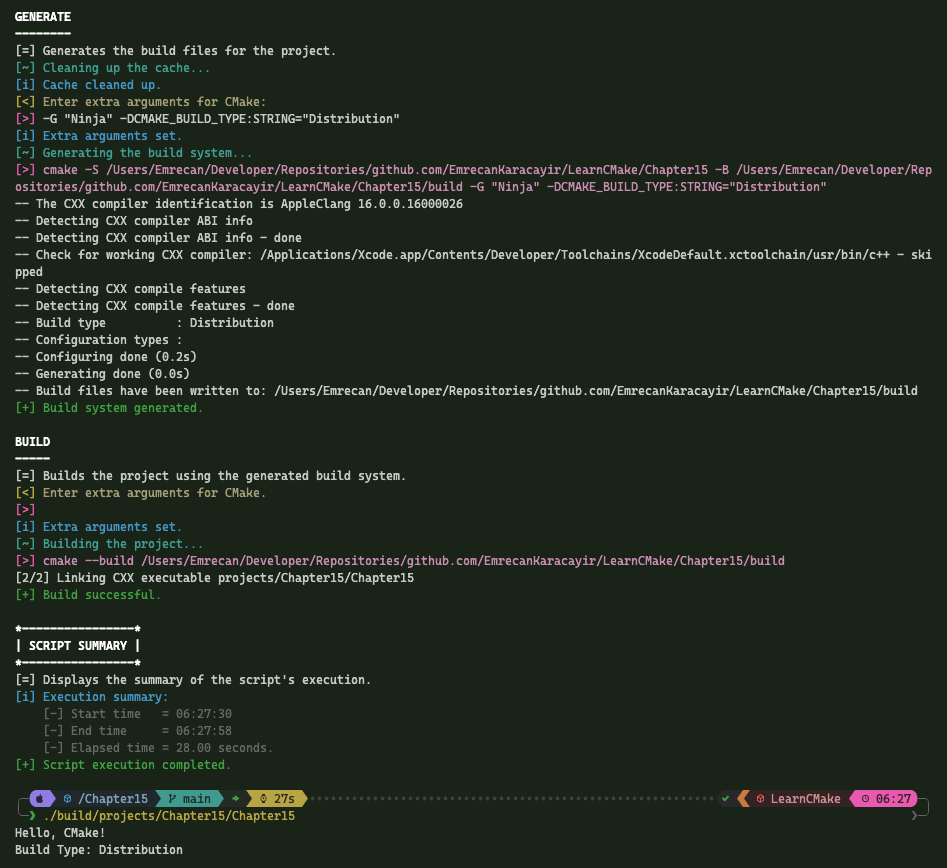 GENERATE
--------
[=] Generates the build files for the project.
[~] Cleaning up the cache...
[i] Cache cleaned up.
[<] Enter extra arguments for CMake:
[>] -G "Ninja" -DCMAKE_BUILD_TYPE:STRING="Distribution"
[i] Extra arguments set.
[~] Generating the build system...
[>] cmake -S /Users/Emrecan/Developer/Repositories/github.com/EmrecanKaracayir/LearnCMake/Chapter15 -B /Users/Emrecan/Developer/Rep
ositories/github.com/EmrecanKaracayir/LearnCMake/Chapter15/build -G "Ninja" -DCMAKE_BUILD_TYPE:STRING="Distribution"
-- The CXX compiler identification is AppleClang 16.0.0.16000026
-- Detecting CXX compiler ABI info
-- Detecting CXX compiler ABI info - done
-- Check for working CXX compiler: /Applications/Xcode.app/Contents/Developer/Toolchains/XcodeDefault.xctoolchain/usr/bin/c++ - ski
pped
-- Detecting CXX compile features
-- Detecting CXX compile features - done
-- Build type          : Distribution
-- Configuration types :
-- Configuring done (0.2s)
-- Generating done (0.0s)
-- Build files have been written to: /Users/Emrecan/Developer/Repositories/github.com/EmrecanKaracayir/LearnCMake/Chapter15/build
[+] Build system generated.
BUILD
-----
[=] Builds the project using the generated build system.
[<] Enter extra arguments for CMake.
[>]
[i] Extra arguments set.
[~] Building the project...
[>] cmake --build /Users/Emrecan/Developer/Repositories/github.com/EmrecanKaracayir/LearnCMake/Chapter15/build
[2/2] Linking CXX executable projects/Chapter15/Chapter15
[+] Build successful.
*----------------*
| SCRIPT SUMMARY |
*----------------*
[=] Displays the summary of the script's execution.
[i] Execution summary:
    [-] Start time   = 06:27:30
    [-] End time     = 06:27:58
    [-] Elapsed time = 28.00 seconds.
[+] Script execution completed.
/Chapter15 main 27s LearnCMake 06:27
❯ ./build/projects/Chapter15/Chapter15
Hello, CMake!
Build Type: Distribution